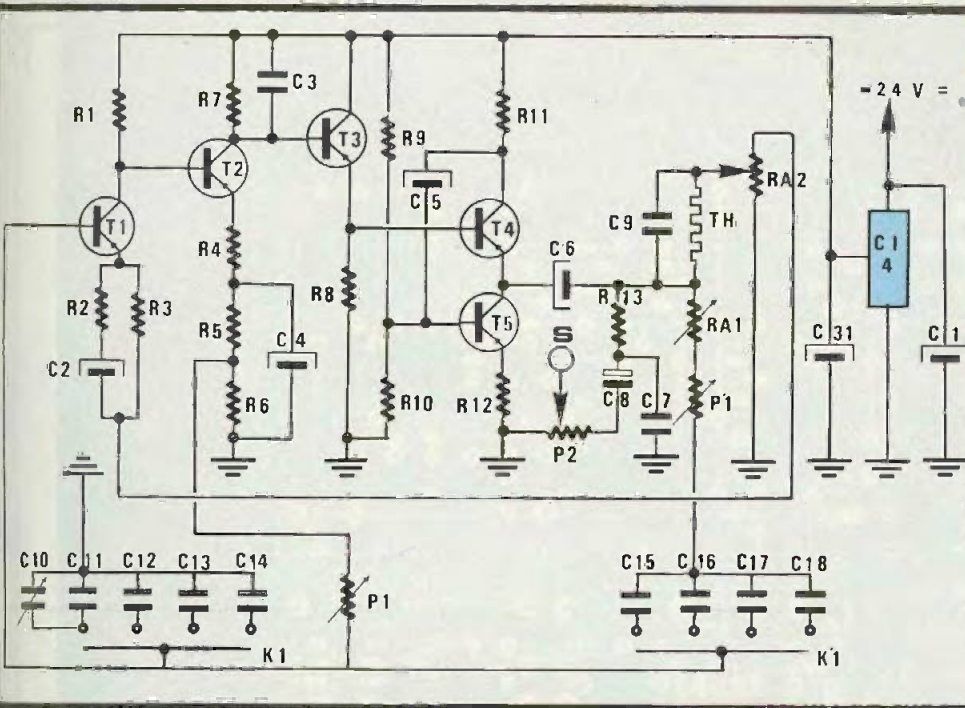 R1
R7
C3
T1
T2
T3
R9
R11
C5
-24 V =
RA2
TH
C9
T4
CI
4
R2
R3
R4
R8
C6
R13
RA1
C31
C1
C2
R5
C4
T5
S
R6
R10
R12
C8
C7
P'1
P2
C10
C11
C12
C13
C14
P1
C15
C16
C17
C18
K1
K'1